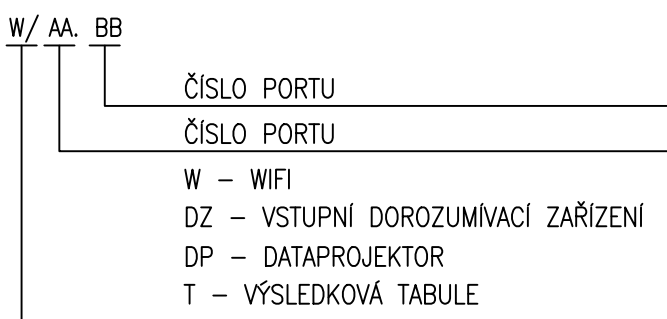 W/ AA. BB
ČÍSLO PORTU
ČÍSLO PORTU
W – WIFI
DZ – VSTUPNÍ DOROZUMÍVACÍ ZAŘÍZENÍ
DP – DATAPROJEKTOR
T – VÝSLEDKOVÁ TABULE